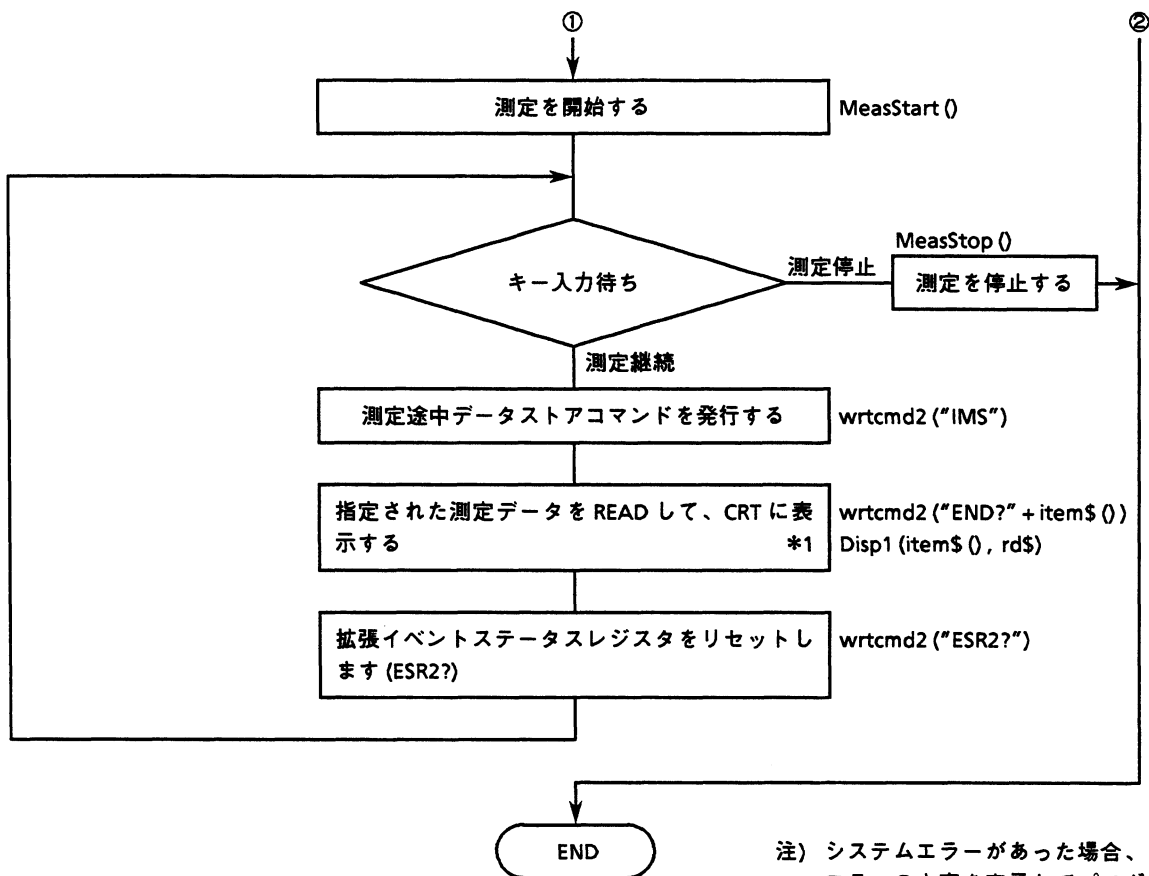 ①
②
測定を開始する
MeasStart ()
キー入力待ち
測定停止
MeasStop ()
測定を停止する
測定継続
測定途中データストアコマンドを発行する
wrtcmd2 ("IMS")
指定された測定データを READ して、CRT に表
示する *1
wrtcmd2 ("END?" + item$ ())
Disp1 (item$ () , rd$)
拡張イベントステータスレジスタをリセットし
ます (ESR2?)
wrtcmd2 ("ESR2?")
END
注) システムエラーがあった場合、